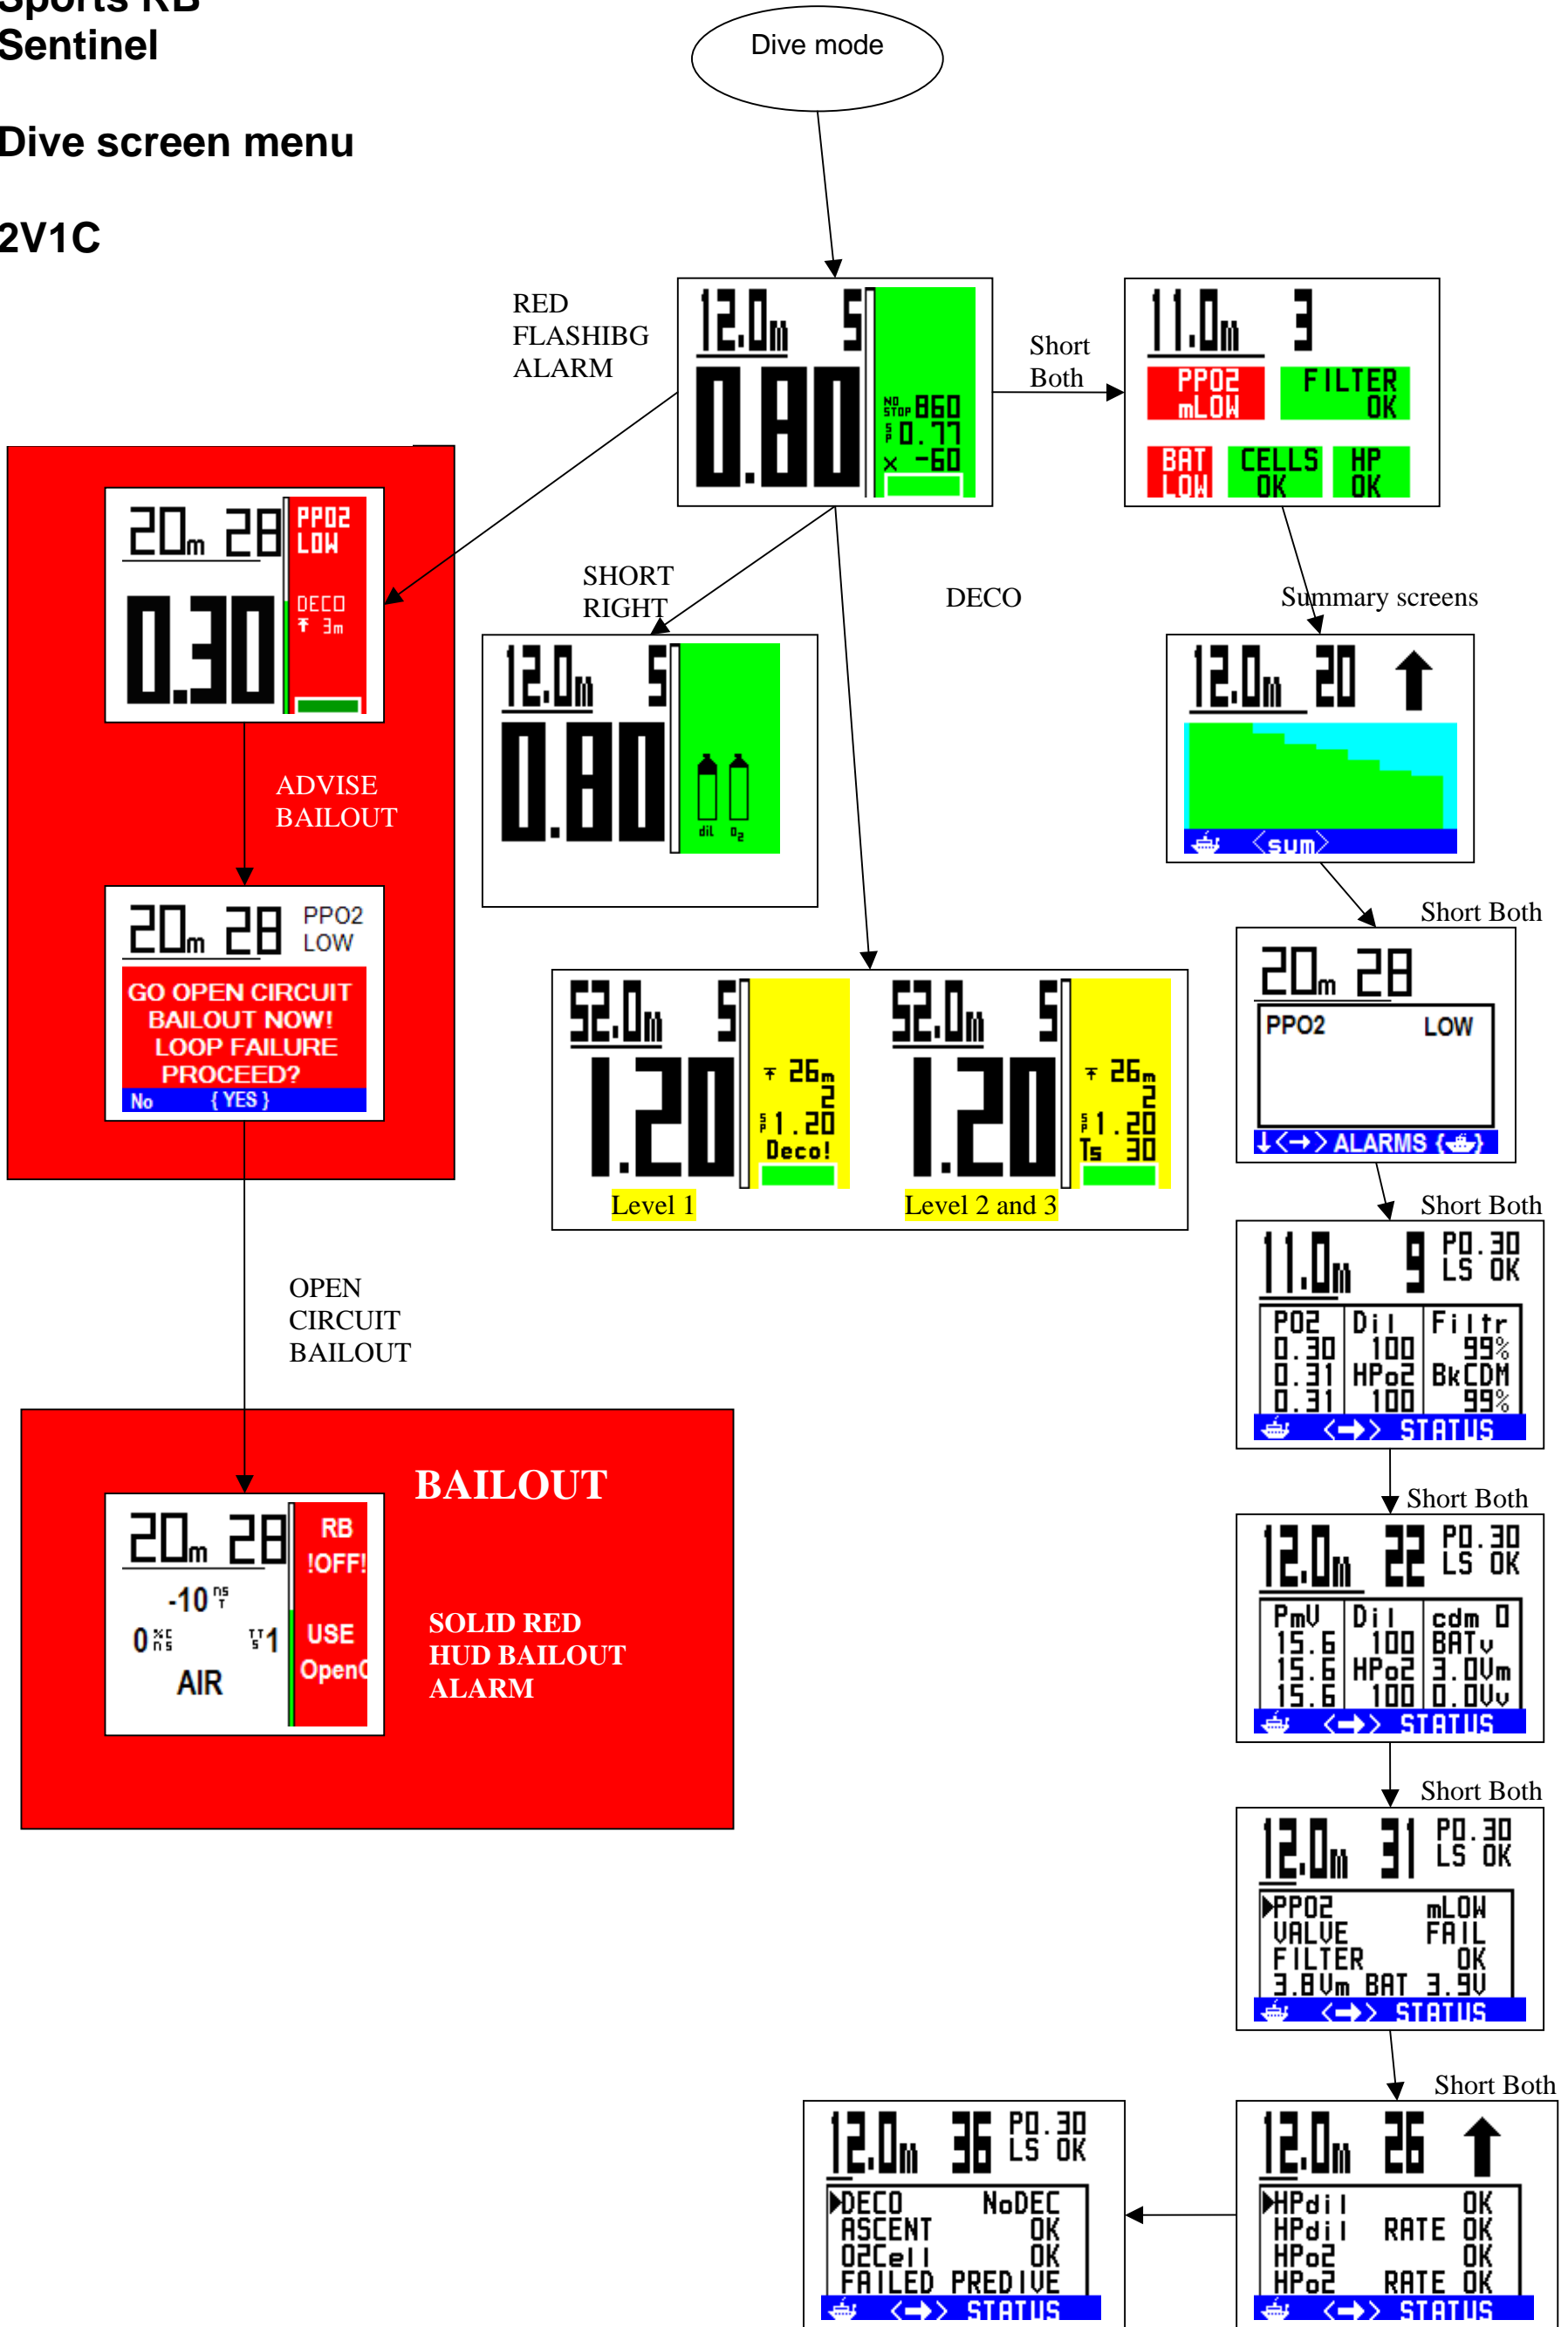 Sports RB
Sentinel
Dive screen menu
2V1C
Dive mode
RED
FLASHIBG
ALARM
12.0m 5
0.80
NO STOP 860
SP 0.77
× -60
Short
Both
11.0m 3
PPO2
mLOW
FILTER
OK
BAT
LOW
CELLS
OK
HP
OK
20m 28
PPO2
LOW
0.30
DECO
3m
SHORT
RIGHT
DECO
Summary screens
12.0m 5
0.80
dil O2
12.0m 20
<sum>
ADVISE
BAILOUT
20m 28
PPO2
LOW
GO OPEN CIRCUIT
BAILOUT NOW!
LOOP FAILURE
PROCEED?
No { YES }
Short Both
20m 28
PPO2 LOW
↓<→> ALARMS { }
52.0m 5
1.20
26m
2
SP 1.20
Deco!
Level 1
52.0m 5
1.20
26m
2
SP 1.20
Ts 30
Level 2 and 3
Short Both
11.0m 9
P0.30
LS OK
PO2 Dil Filtr
0.30 100 99%
0.31 HPo2 BkCDM
0.31 100 99%
<→> STATUS
OPEN
CIRCUIT
BAILOUT
BAILOUT
20m 28
RB
!OFF!
-10 nsT
0 %cns TTS 1
USE
OpenC
AIR
SOLID RED
HUD BAILOUT
ALARM
Short Both
12.0m 22
P0.30
LS OK
PmV Dil cdm 0
15.6 100 BATv
15.6 HPo2 3.0Vm
15.6 100 0.0Vv
<→> STATUS
Short Both
12.0m 31
P0.30
LS OK
PPO2 mLOW
VALVE FAIL
FILTER OK
3.8Vm BAT 3.9V
<→> STATUS
Short Both
12.0m 26
HPdil OK
HPdil RATE OK
HPo2 OK
HPo2 RATE OK
<→> STATUS
12.0m 36
P0.30
LS OK
DECO NoDEC
ASCENT OK
O2Cell OK
FAILED PREDIVE
<→> STATUS